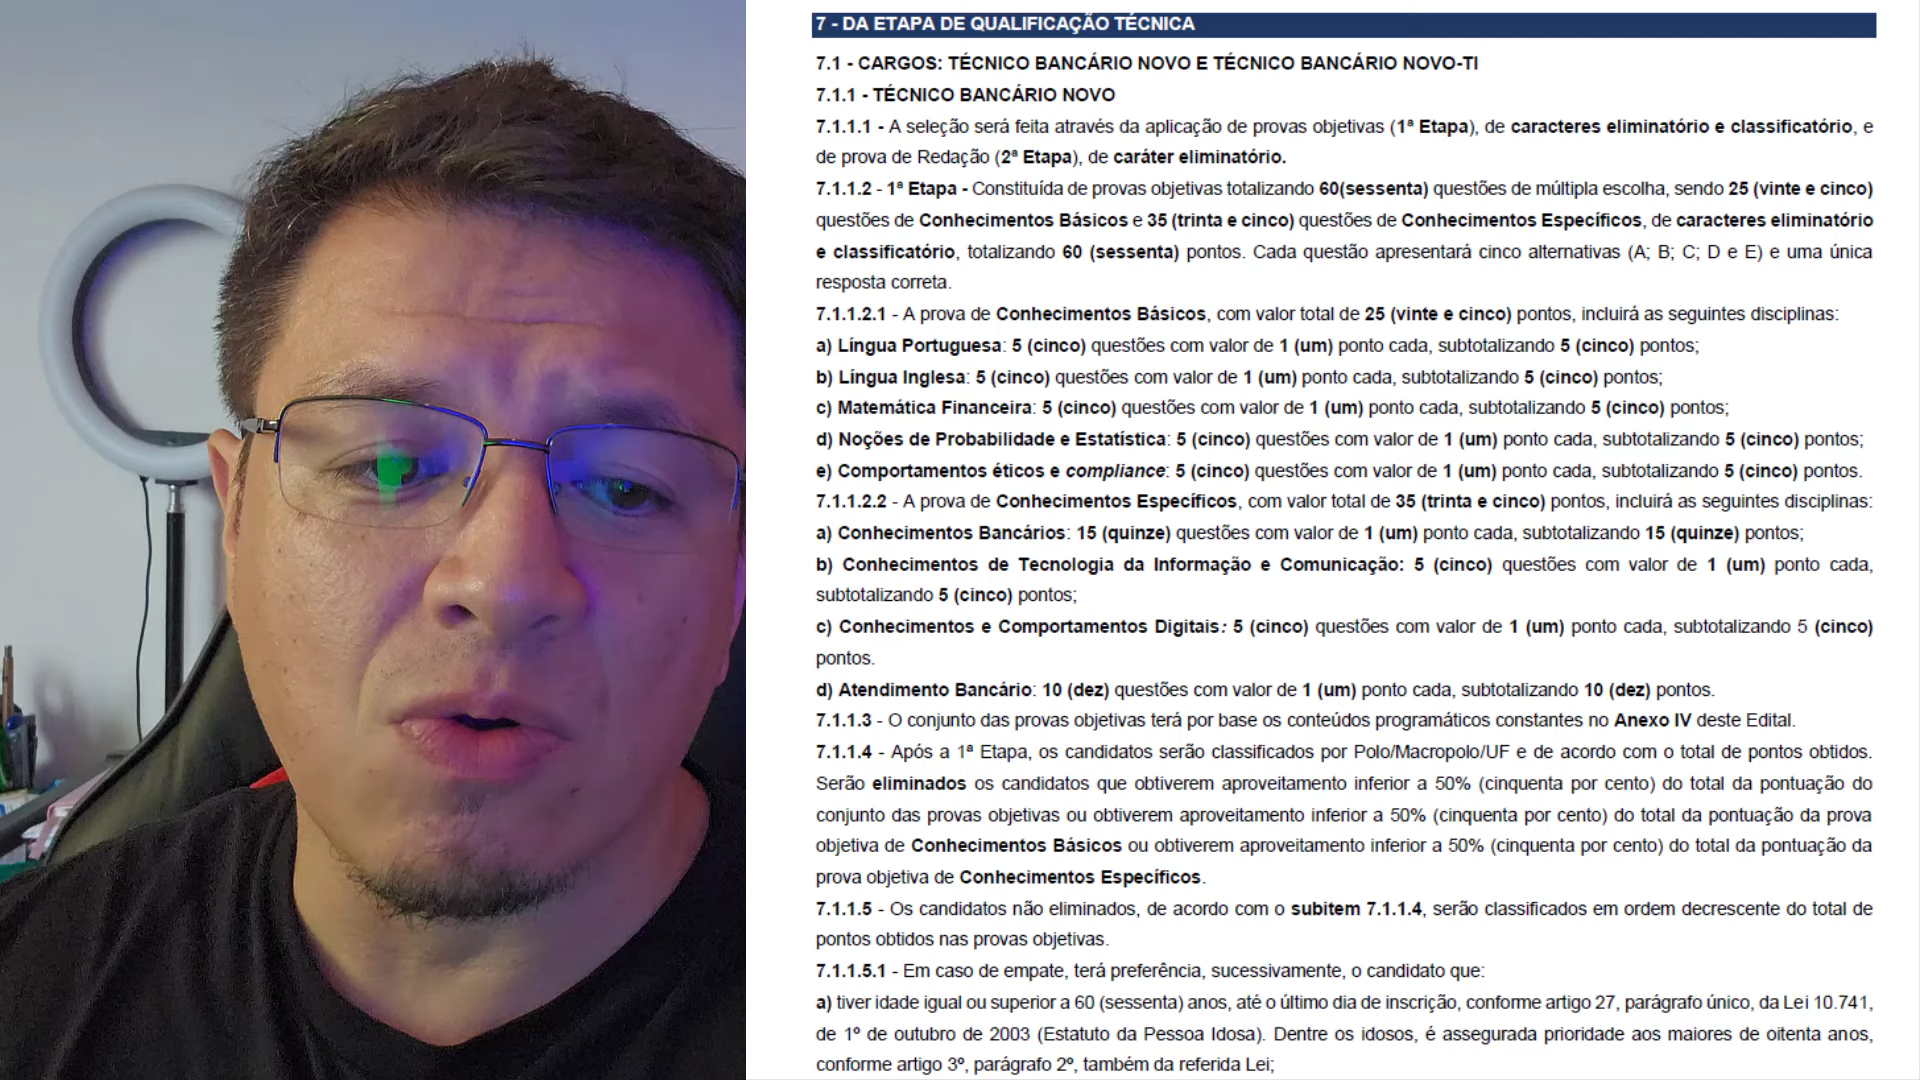 7 - DA ETAPA DE QUALIFICAÇÃO TÉCNICA
7.1 - CARGOS: TÉCNICO BANCÁRIO NOVO E TÉCNICO BANCÁRIO NOVO-TI
7.1.1 - TÉCNICO BANCÁRIO NOVO
7.1.1.1 - A seleção será feita através da aplicação de provas objetivas (1ª Etapa), de caracteres eliminatório e classificatório, e
de prova de Redação (2ª Etapa), de caráter eliminatório.
7.1.1.2 - 1ª Etapa - Constituída de provas objetivas totalizando 60(sessenta) questões de múltipla escolha, sendo 25 (vinte e cinco)
questões de Conhecimentos Básicos e 35 (trinta e cinco) questões de Conhecimentos Específicos, de caracteres eliminatório
e classificatório, totalizando 60 (sessenta) pontos. Cada questão apresentará cinco alternativas (A; B; C; D e E) e uma única
resposta correta.
7.1.1.2.1 - A prova de Conhecimentos Básicos, com valor total de 25 (vinte e cinco) pontos, incluirá as seguintes disciplinas:
a) Língua Portuguesa: 5 (cinco) questões com valor de 1 (um) ponto cada, subtotalizando 5 (cinco) pontos;
b) Língua Inglesa: 5 (cinco) questões com valor de 1 (um) ponto cada, subtotalizando 5 (cinco) pontos;
c) Matemática Financeira: 5 (cinco) questões com valor de 1 (um) ponto cada, subtotalizando 5 (cinco) pontos;
d) Noções de Probabilidade e Estatística: 5 (cinco) questões com valor de 1 (um) ponto cada, subtotalizando 5 (cinco) pontos;
e) Comportamentos éticos e compliance: 5 (cinco) questões com valor de 1 (um) ponto cada, subtotalizando 5 (cinco) pontos.
7.1.1.2.2 - A prova de Conhecimentos Específicos, com valor total de 35 (trinta e cinco) pontos, incluirá as seguintes disciplinas:
a) Conhecimentos Bancários: 15 (quinze) questões com valor de 1 (um) ponto cada, subtotalizando 15 (quinze) pontos;
b) Conhecimentos de Tecnologia da Informação e Comunicação: 5 (cinco) questões com valor de 1 (um) ponto cada,
subtotalizando 5 (cinco) pontos;
c) Conhecimentos e Comportamentos Digitais: 5 (cinco) questões com valor de 1 (um) ponto cada, subtotalizando 5 (cinco)
pontos.
d) Atendimento Bancário: 10 (dez) questões com valor de 1 (um) ponto cada, subtotalizando 10 (dez) pontos.
7.1.1.3 - O conjunto das provas objetivas terá por base os conteúdos programáticos constantes no Anexo IV deste Edital.
7.1.1.4 - Após a 1ª Etapa, os candidatos serão classificados por Polo/Macropolo/UF e de acordo com o total de pontos obtidos.
Serão eliminados os candidatos que obtiverem aproveitamento inferior a 50% (cinquenta por cento) do total da pontuação do
conjunto das provas objetivas ou obtiverem aproveitamento inferior a 50% (cinquenta por cento) do total da pontuação da prova
objetiva de Conhecimentos Básicos ou obtiverem aproveitamento inferior a 50% (cinquenta por cento) do total da pontuação da
prova objetiva de Conhecimentos Específicos.
7.1.1.5 - Os candidatos não eliminados, de acordo com o subitem 7.1.1.4, serão classificados em ordem decrescente do total de
pontos obtidos nas provas objetivas.
7.1.1.5.1 - Em caso de empate, terá preferência, sucessivamente, o candidato que:
a) tiver idade igual ou superior a 60 (sessenta) anos, até o último dia de inscrição, conforme artigo 27, parágrafo único, da Lei 10.741,
de 1º de outubro de 2003 (Estatuto da Pessoa Idosa). Dentre os idosos, é assegurada prioridade aos maiores de oitenta anos,
conforme artigo 3º, parágrafo 2º, também da referida Lei;